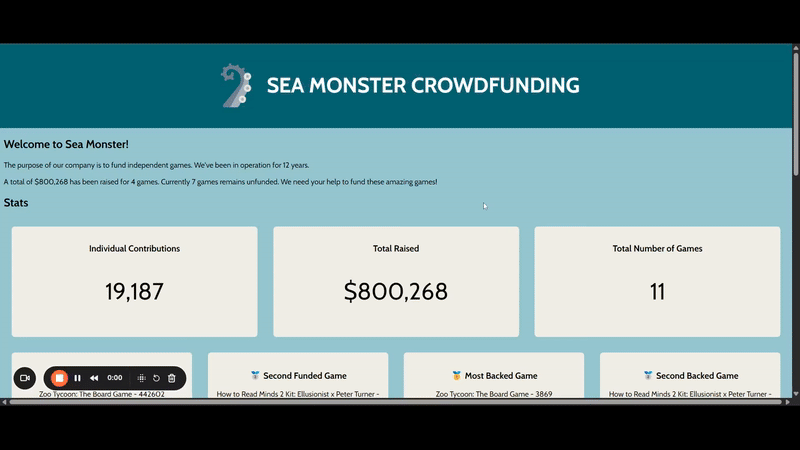 SEA MONSTER CROWDFUNDING
Welcome to Sea Monster!
The purpose of our company is to fund independent games. We've been in operation for 12 years.
A total of $800,268 has been raised for 4 games. Currently 7 games remains unfunded. We need your help to fund these amazing games!
Stats
Individual Contributions
19,187
Total Raised
$800,268
Total Number of Games
11
🥈 Second Funded Game
🥇 Most Backed Game
🥈 Second Backed Game
0:00
Zoo Tycoon: The Board Game - 442602
How to Read Minds 2 Kit: Ellusionist x Peter Turner -
Zoo Tycoon: The Board Game - 3869
How to Read Minds 2 Kit: Ellusionist x Peter Turner -